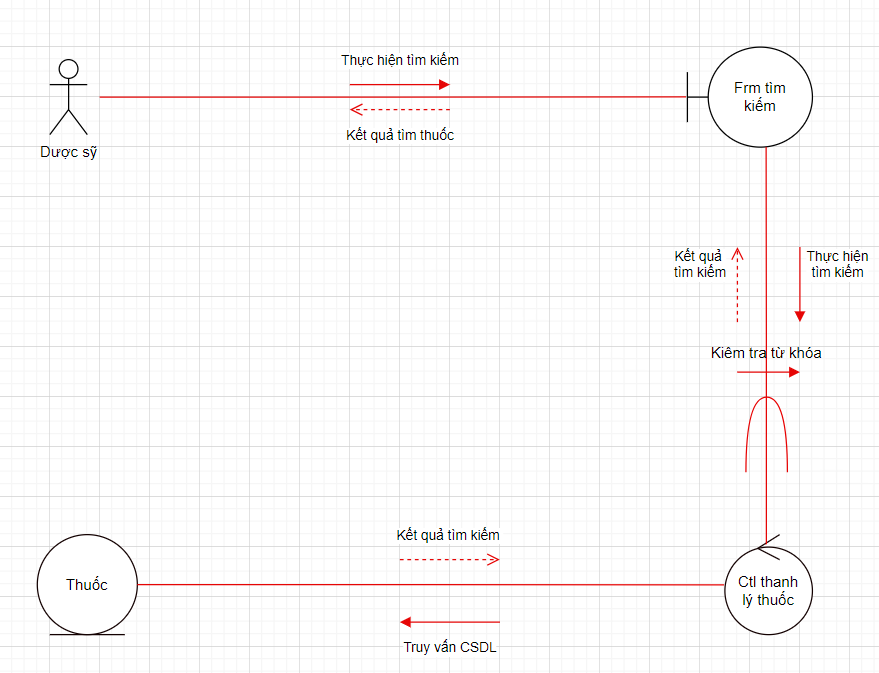 Thực hiện tìm kiếm
Frm tìm
kiếm
Kết quả tìm thuốc
Dược sỹ
Kết quả
tìm kiếm
Thực hiện
tìm kiếm
Kiêm tra từ khóa
Kết quả tìm kiếm
Thuốc
Ctl thanh
lý thuốc
Truy vấn CSDL